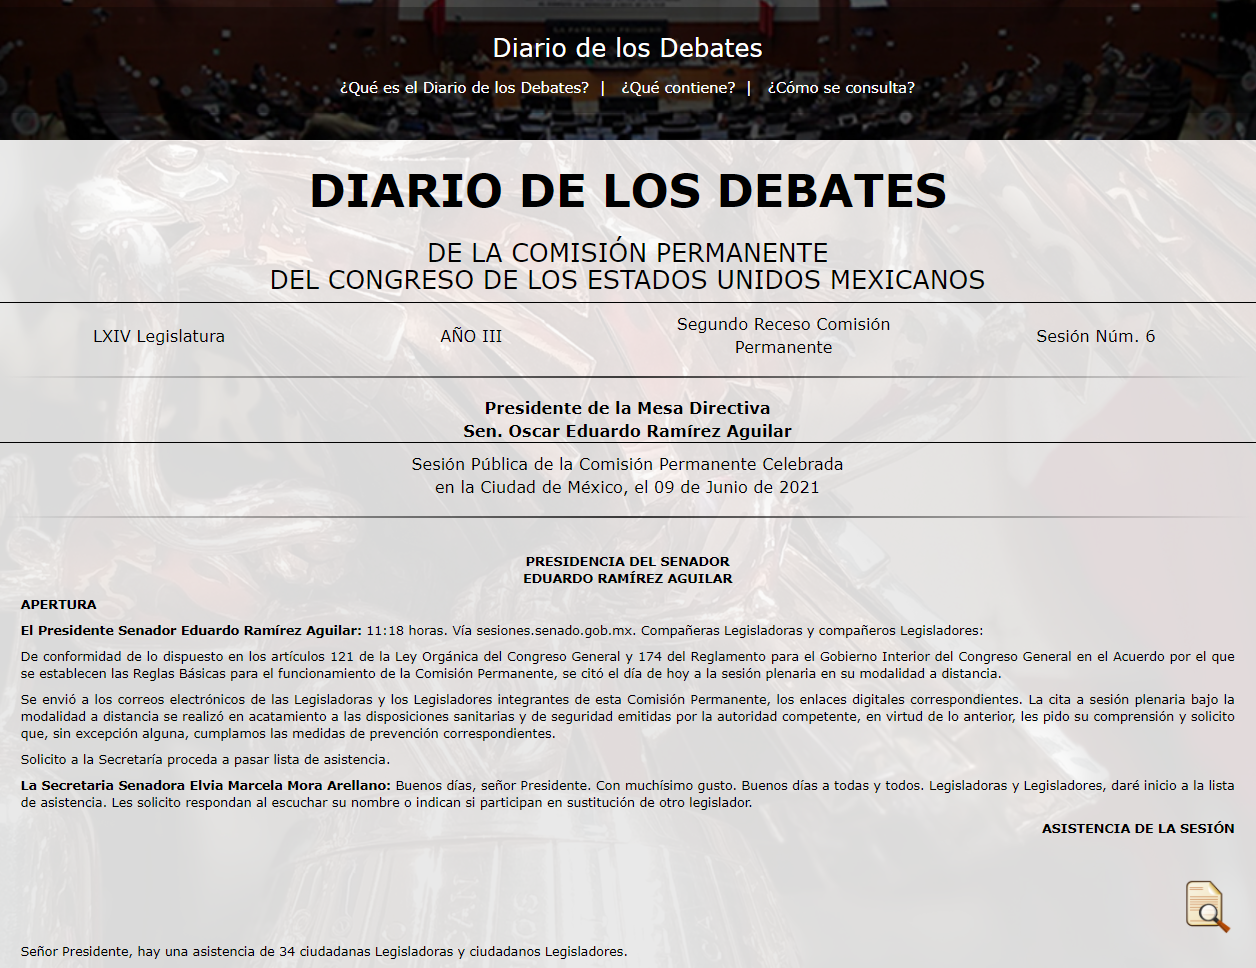 LA PATRIA ES PRIMERO
Diario de los Debates
¿Qué es el Diario de los Debates? | ¿Qué contiene? | ¿Cómo se consulta?
DIARIO DE LOS DEBATES
DE LA COMISIÓN PERMANENTE
DEL CONGRESO DE LOS ESTADOS UNIDOS MEXICANOS
LXIV Legislatura
AÑO III
Segundo Receso Comisión
Permanente
Sesión Núm. 6
Presidente de la Mesa Directiva
Sen. Oscar Eduardo Ramírez Aguilar
Sesión Pública de la Comisión Permanente Celebrada
en la Ciudad de México, el 09 de Junio de 2021
PRESIDENCIA DEL SENADOR
EDUARDO RAMÍREZ AGUILAR
APERTURA
El Presidente Senador Eduardo Ramírez Aguilar: 11:18 horas. Vía sesiones.senado.gob.mx. Compañeras Legisladoras y compañeros Legisladores:
De conformidad de lo dispuesto en los artículos 121 de la Ley Orgánica del Congreso General y 174 del Reglamento para el Gobierno Interior del Congreso General en el Acuerdo por el que
se establecen las Reglas Básicas para el funcionamiento de la Comisión Permanente, se citó el día de hoy a la sesión plenaria en su modalidad a distancia.
Se envió a los correos electrónicos de las Legisladoras y los Legisladores integrantes de esta Comisión Permanente, los enlaces digitales correspondientes. La cita a sesión plenaria bajo la
modalidad a distancia se realizó en acatamiento a las disposiciones sanitarias y de seguridad emitidas por la autoridad competente, en virtud de lo anterior, les pido su comprensión y solicito
que, sin excepción alguna, cumplamos las medidas de prevención correspondientes.
Solicito a la Secretaría proceda a pasar lista de asistencia.
La Secretaria Senadora Elvia Marcela Mora Arellano: Buenos días, señor Presidente. Con muchísimo gusto. Buenos días a todas y todos. Legisladoras y Legisladores, daré inicio a la lista
de asistencia. Les solicito respondan al escuchar su nombre o indican si participan en sustitución de otro legislador.
ASISTENCIA DE LA SESIÓN
Señor Presidente, hay una asistencia de 34 ciudadanas Legisladoras y ciudadanos Legisladores.